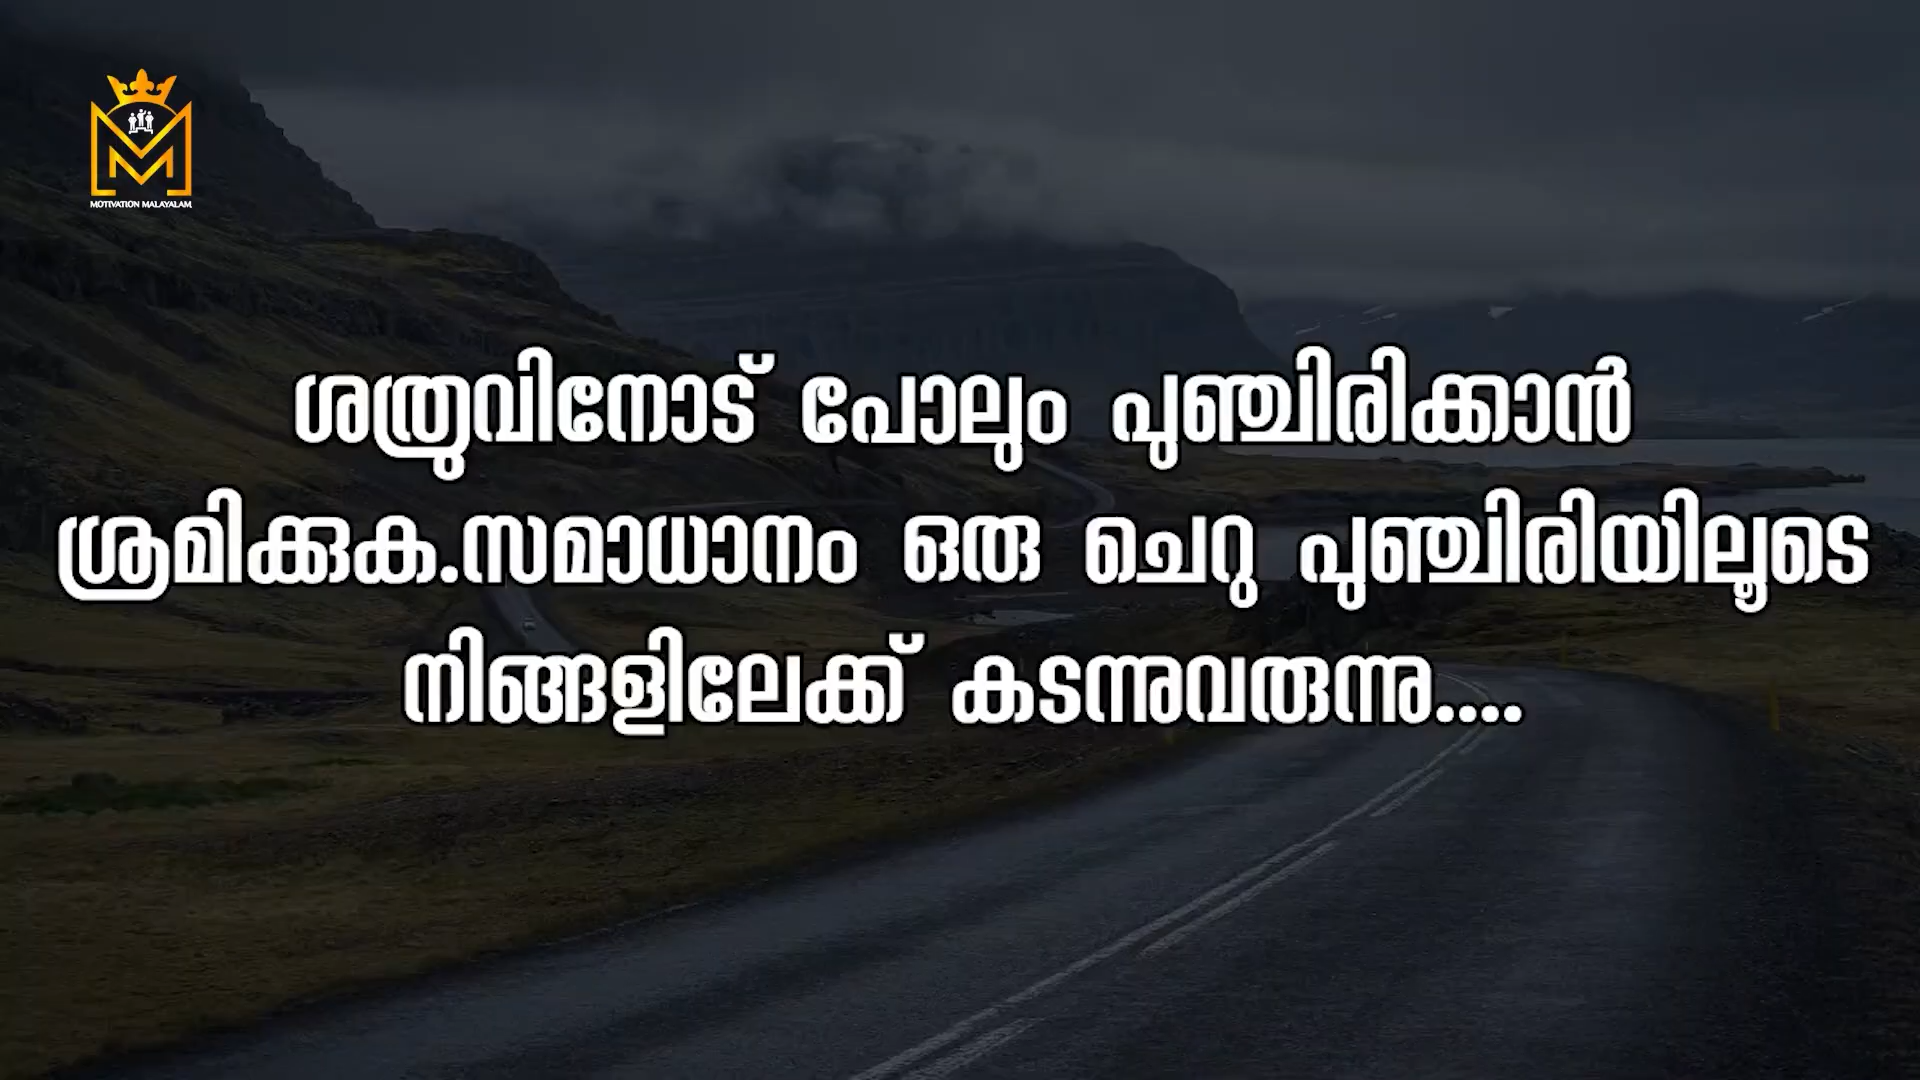 MOTIVATION MALAYALAM
ശത്രുവിനോട് പോലും പുഞ്ചിരിക്കാൻ
ശ്രമിക്കുക.സമാധാനം ഒരു ചെറു പുഞ്ചിരിയിലൂടെ
നിങ്ങളിലേക്ക് കടന്നുവരുന്നു....